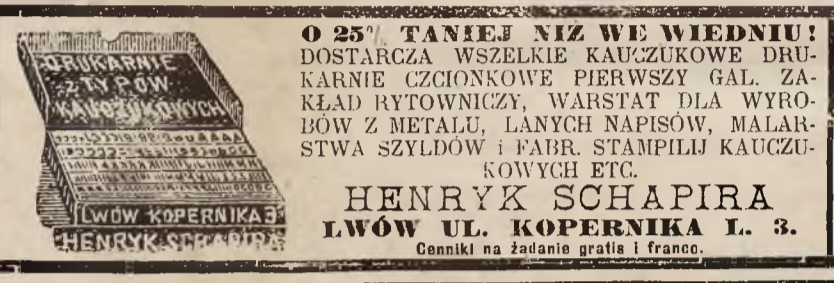 DRUKARNIE
z TYPÓW
KAUCZUKOWYCH
LWÓW KOPERNIKA 3
HENRYK SCHAPIRA
O 25% TANIEJ NIZ WE WIEDNIU!
DOSTARCZA WSZELKIE KAUCZUKOWE DRU-
KARNIE CZCIONKOWE PIERWSZY GAL. ZA-
KŁAD RYTOWNICZY, WARSTAT DLA WYRO-
BÓW Z METALU, LANYCH NAPISÓW, MALAR-
STWA SZYLDÓW i FABR. STAMPILIJ KAUCZU-
KOWYCH ETC.
HENRYK SCHAPIRA
LWÓW UL. KOPERNIKA L. 3.
Cenniki na żadanie gratis i franco.